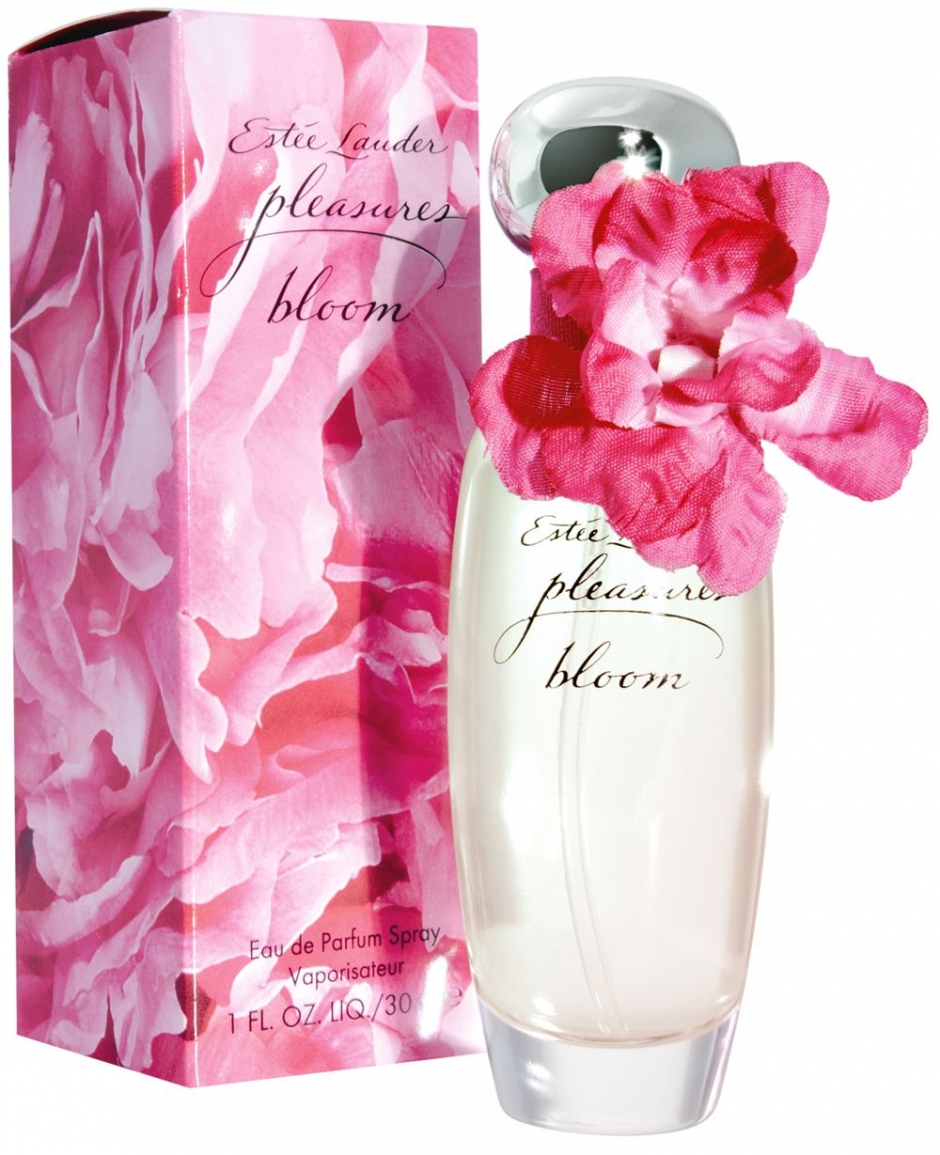 Estée Lauder
pleasures
bloom
Eau de Parfum Spray
Vaporisateur
1 FL. OZ. LIQ./30 e
Estée
pleasures
bloom